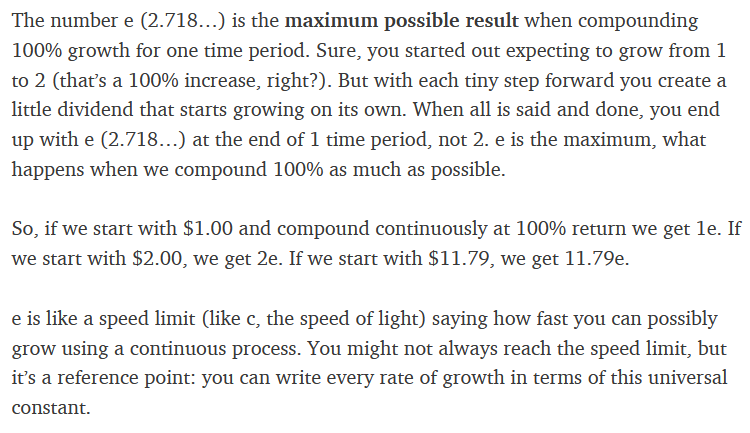 The number e (2.718…) is the maximum possible result when compounding
100% growth for one time period. Sure, you started out expecting to grow from 1
to 2 (that’s a 100% increase, right?). But with each tiny step forward you create a
little dividend that starts growing on its own. When all is said and done, you end
up with e (2.718…) at the end of 1 time period, not 2. e is the maximum, what
happens when we compound 100% as much as possible.
So, if we start with $1.00 and compound continuously at 100% return we get 1e. If
we start with $2.00, we get 2e. If we start with $11.79, we get 11.79e.
e is like a speed limit (like c, the speed of light) saying how fast you can possibly
grow using a continuous process. You might not always reach the speed limit, but
it’s a reference point: you can write every rate of growth in terms of this universal
constant.